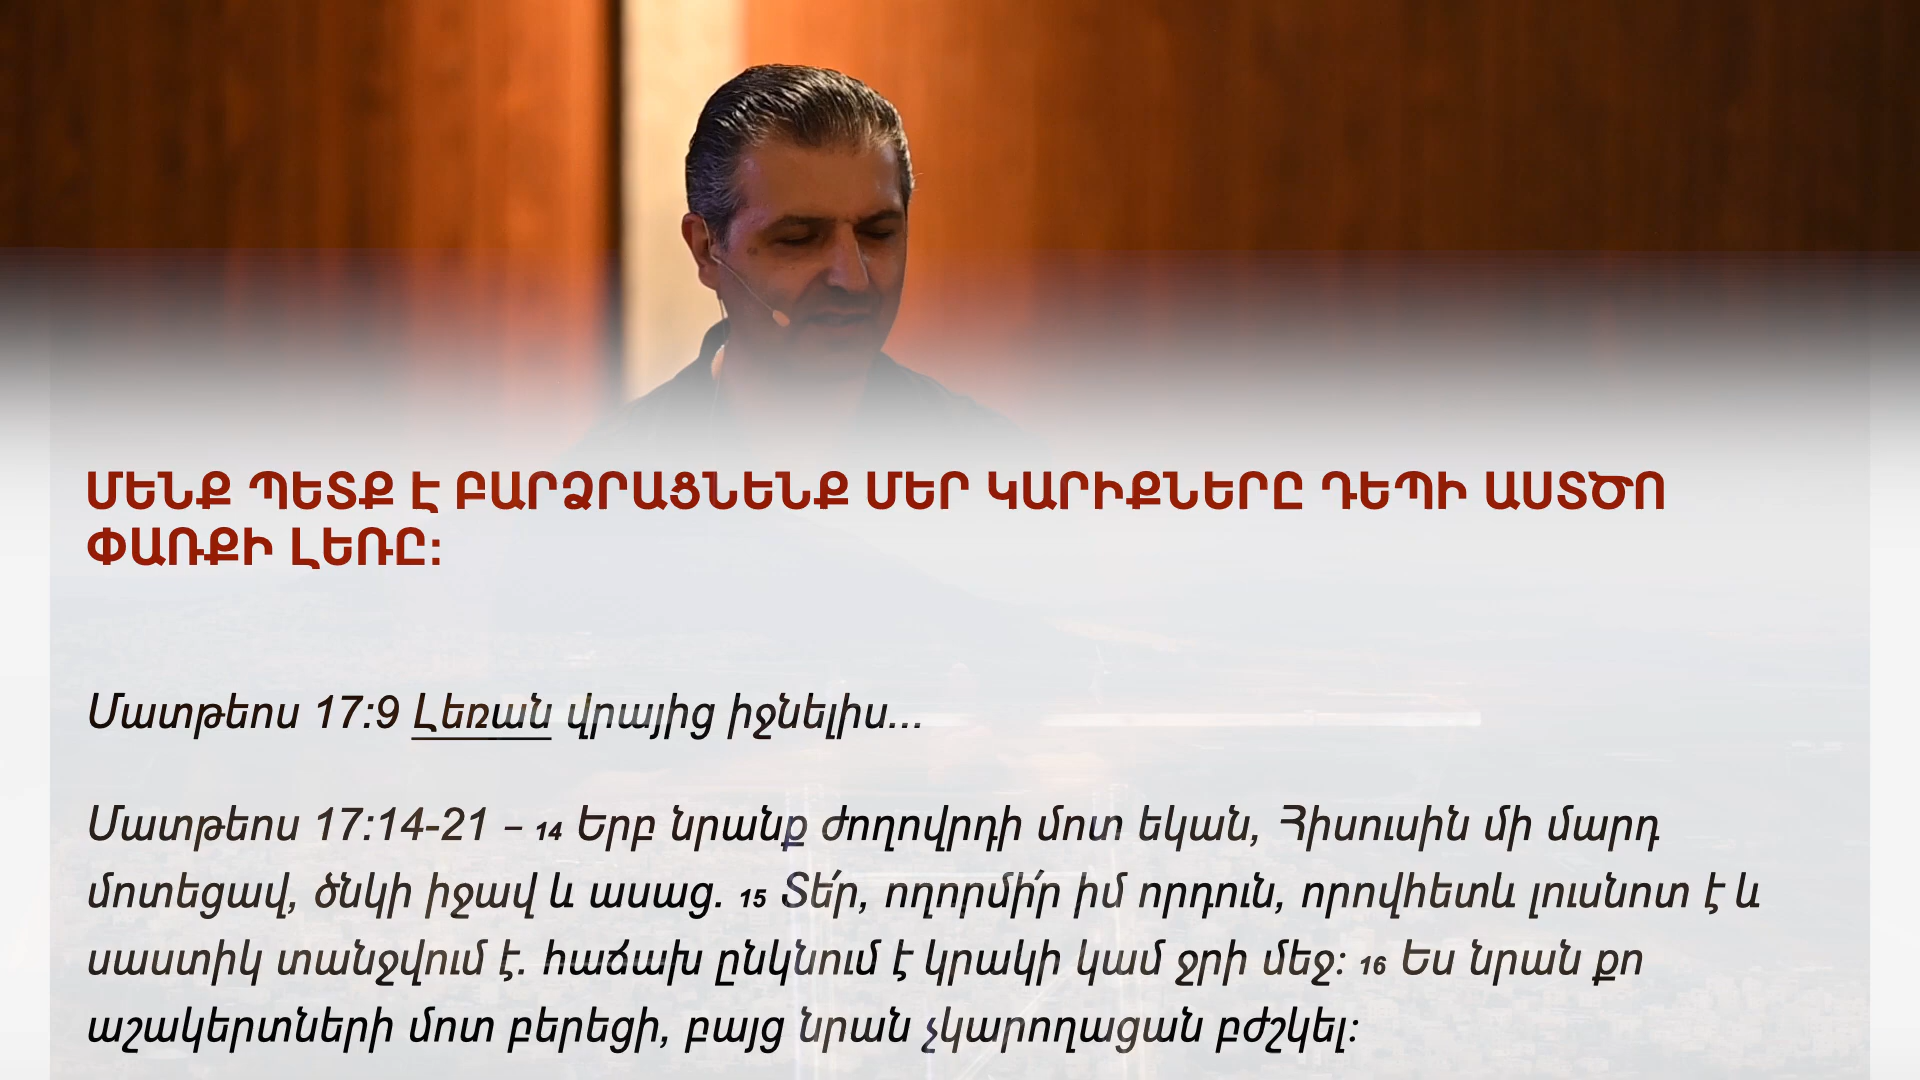 ՄԵՆՔ ՊԵՏՔ Է ԲԱՐՁՐԱՑՆԵՆՔ ՄԵՐ ԿԱՐԻՔՆԵՐԸ ԴԵՊԻ ԱՍՏԾՈ
ՓԱՌՔԻ ԼԵՌԸ։
Մատթեոս 17:9 Լեռան վրայից իջնելիս...
Մատթեոս 17:14-21 – 14 Երբ նրանք ժողովրդի մոտ եկան, Հիսուսին մի մարդ
մոտեցավ, ծնկի իջավ և ասաց. 15 Տե՛ր, ողորմի՛ր իմ որդուն, որովհետև լուսնոտ է և
սաստիկ տանջվում է. հաճախ ընկնում է կրակի կամ ջրի մեջ։ 16 Ես նրան քո
աշակերտների մոտ բերեցի, բայց նրան չկարողացան բժշկել։